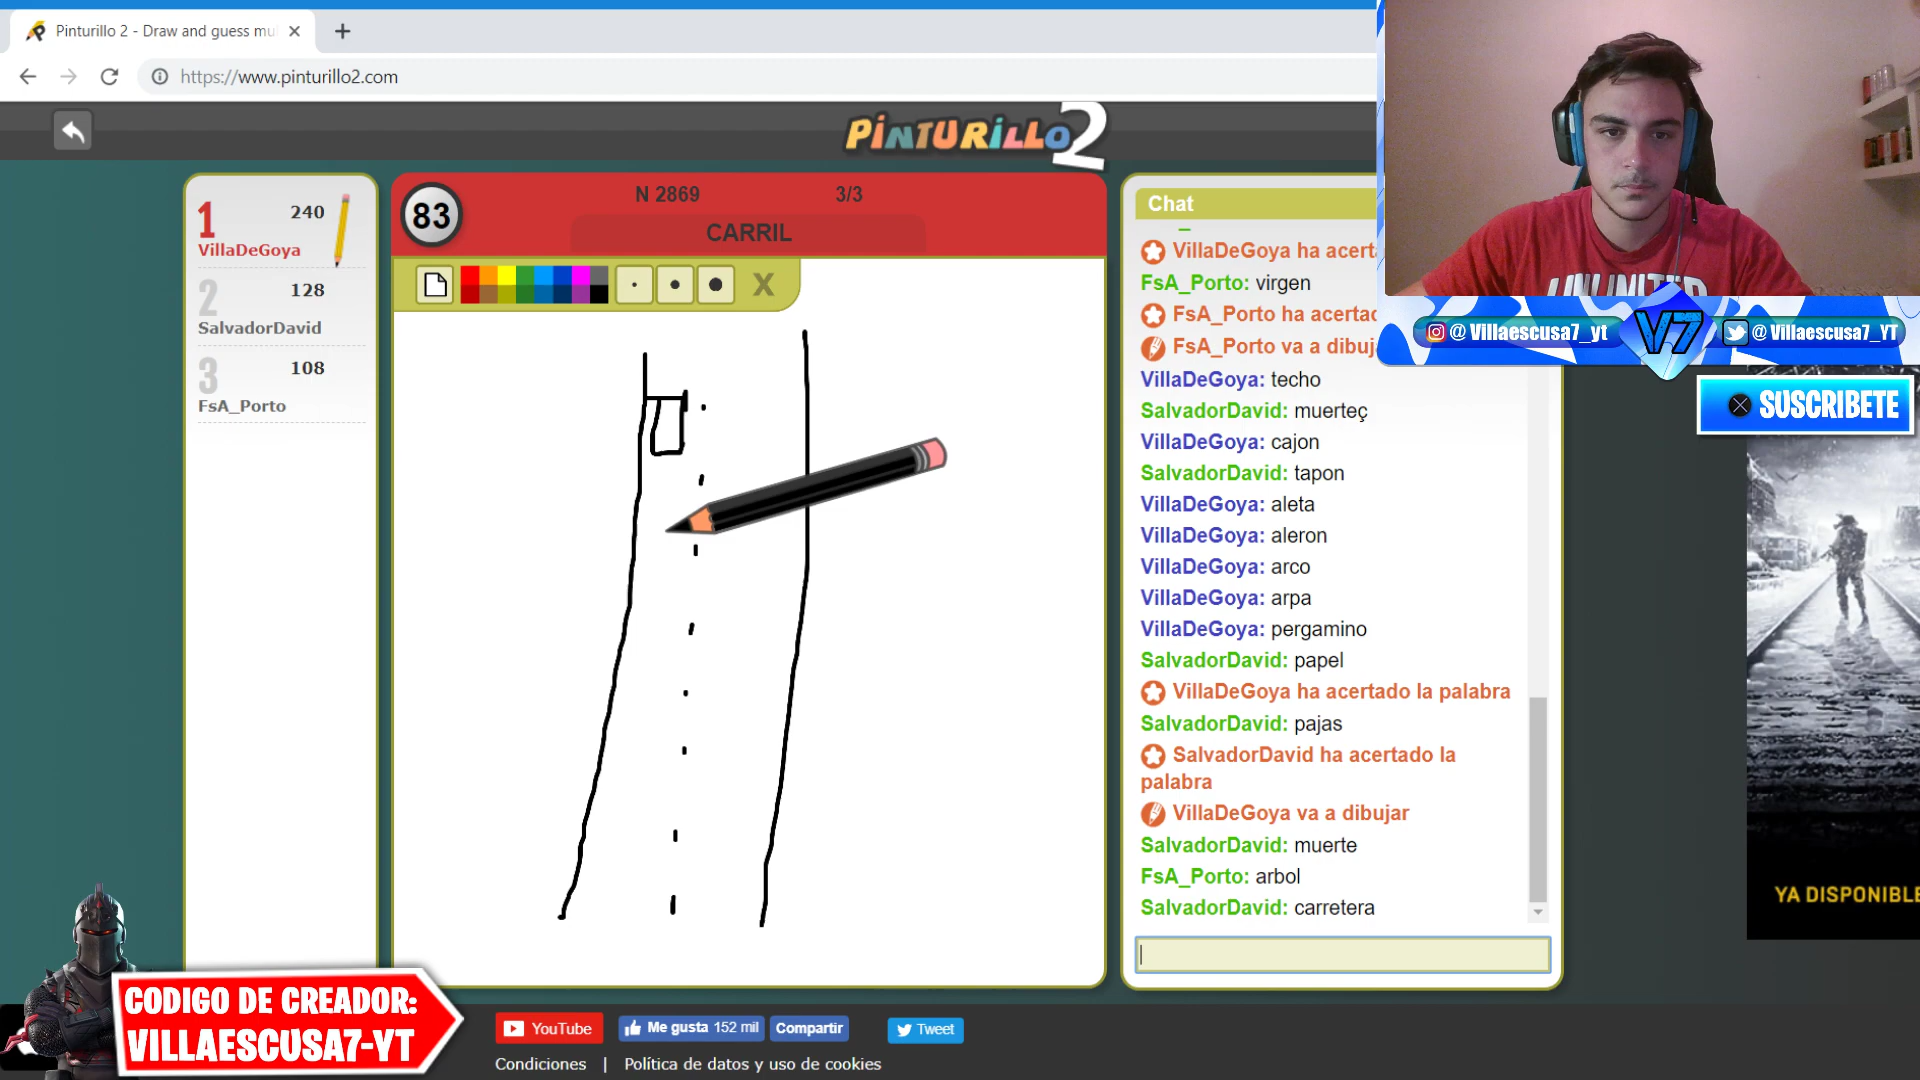 Pinturillo 2 - Draw and guess mu
https://www.pinturillo2.com
PiNTURiLLO 2
1 240
VillaDeGoya
2 128
SalvadorDavid
3 108
FsA_Porto
83
N 2869 3/3
CARRIL
X
Chat
VillaDeGoya ha acert
FsA_Porto: virgen
FsA_Porto ha acertac
FsA_Porto va a dibuj
VillaDeGoya: techo
SalvadorDavid: muerteç
VillaDeGoya: cajon
SalvadorDavid: tapon
VillaDeGoya: aleta
VillaDeGoya: aleron
VillaDeGoya: arco
VillaDeGoya: arpa
VillaDeGoya: pergamino
SalvadorDavid: papel
VillaDeGoya ha acertado la palabra
SalvadorDavid: pajas
SalvadorDavid ha acertado la
palabra
VillaDeGoya va a dibujar
SalvadorDavid: muerte
FsA_Porto: arbol
SalvadorDavid: carretera
UNLIMITED
@ Villaescusa7_yt
V7
@ Villaescusa7_YT
SUSCRIBETE
YA DISPONIBLE
CODIGO DE CREADOR:
VILLAESCUSA7-YT
YouTube
Me gusta 152 mil
Compartir
Tweet
Condiciones | Política de datos y uso de cookies